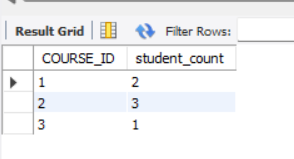 Result Grid Filter Rows:
COURSE_ID student_count
1 2
2 3
3 1